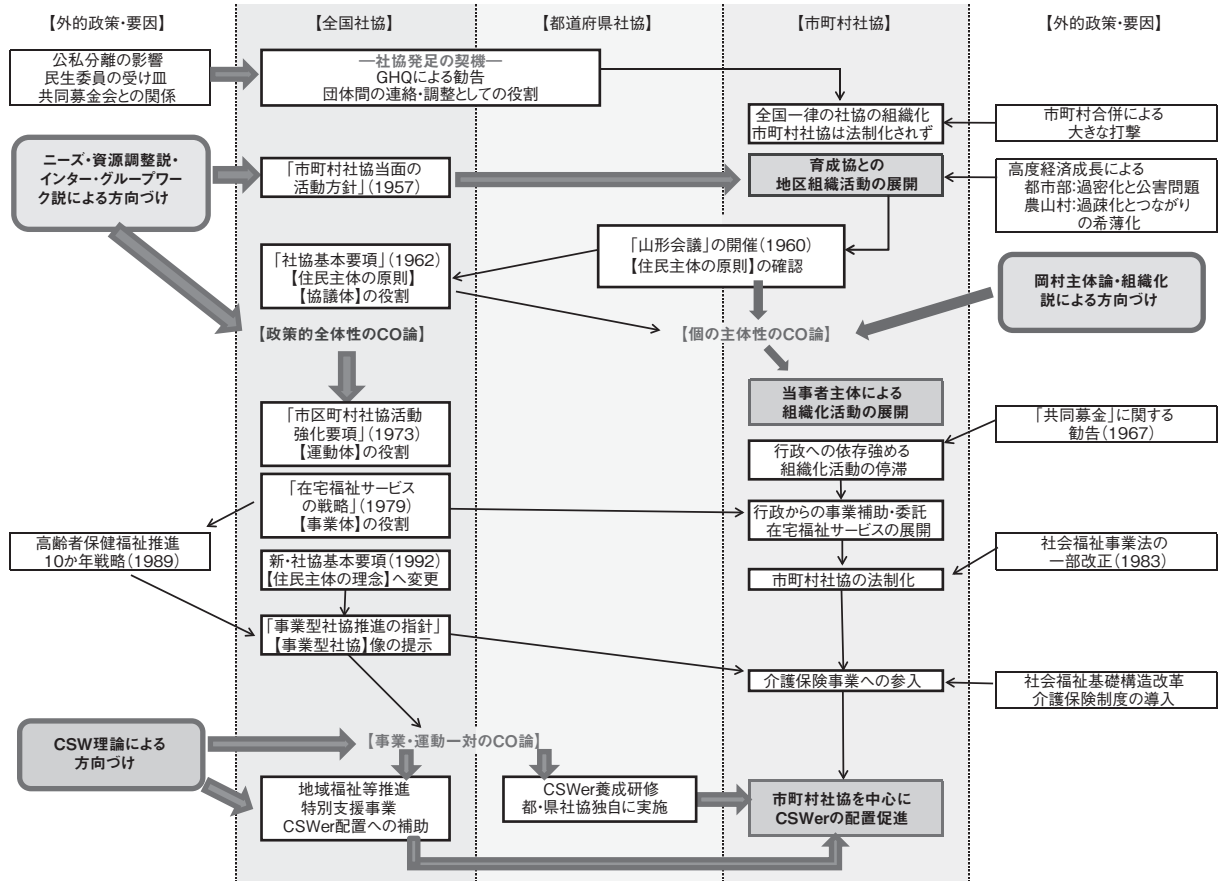 【外的政策・要因】
【全国社協】
【都道府県社協】
【市町村社協】
【外的政策・要因】
公私分離の影響
民生委員の受け皿
共同募金会との関係
―社協発足の契機―
GHQによる勧告
団体間の連絡・調整としての役割
全国一律の社協の組織化
市町村社協は法制化されず
市町村合併による
大きな打撃
ニーズ・資源調整説・
インター・グループワー
ク説による方向づけ
「市町村社協当面の
活動方針」(1957)
育成協との
地区組織活動の展開
高度経済成長による
都市部:過密化と公害問題
農山村:過疎化とつながり
の希薄化
「社協基本要項」(1962)
【住民主体の原則】
【協議体】の役割
「山形会議」の開催(1960)
【住民主体の原則】の確認
岡村主体論・組織化
説による方向づけ
【政策的全体性のCO論】
【個の主体性のCO論】
当事者主体による
組織化活動の展開
「市区町村社協活動
強化要項」(1973)
【運動体】の役割
「共同募金」に関する
勧告(1967)
行政への依存強める
組織化活動の停滞
「在宅福祉サービス
の戦略」(1979)
【事業体】の役割
行政からの事業補助・委託
在宅福祉サービスの展開
高齢者保健福祉推進
10か年戦略(1989)
新・社協基本要項(1992)
【住民主体の理念】へ変更
市町村社協の法制化
社会福祉事業法の
一部改正(1983)
「事業型社協推進の指針」
【事業型社協】像の提示
介護保険事業への参入
社会福祉基礎構造改革
介護保険制度の導入
CSW理論による
方向づけ
【事業・運動一対のCO論】
地域福祉等推進
特別支援事業
CSWer配置への補助
CSWer養成研修
都・県社協独自に実施
市町村社協を中心に
CSWerの配置促進